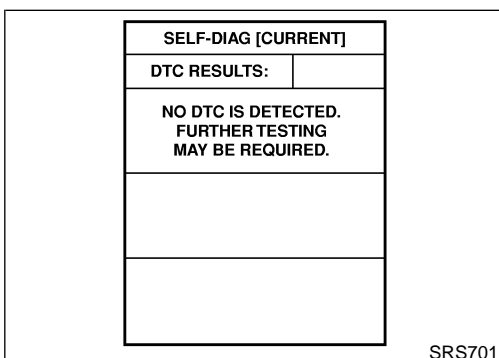 SELF-DIAG [CURRENT]
DTC RESULTS:
NO DTC IS DETECTED.
FURTHER TESTING
MAY BE REQUIRED.
SRS701